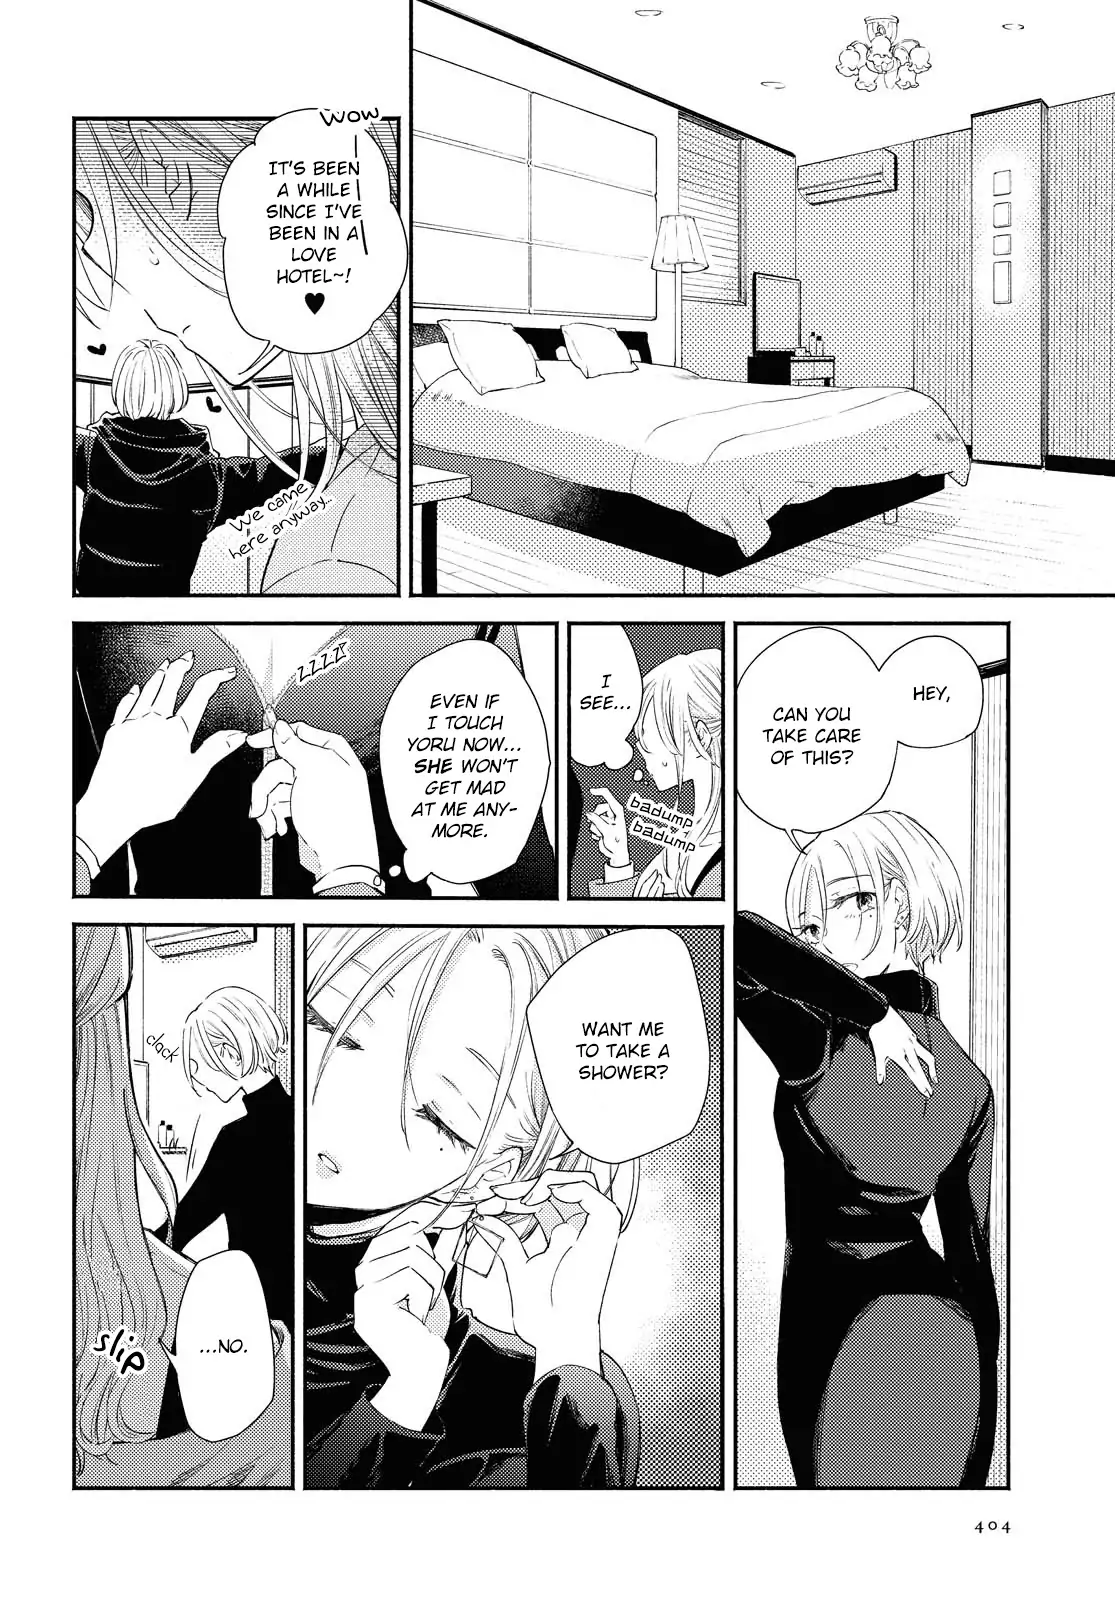 WOW
IT'S BEEN
A WHILE
SINCE I'VE
BEEN IN A
LOVE
HOTEL~!
♥
We came
here anyway..
HEY,
CAN YOU
TAKE CARE
OF THIS?
I
SEE...
badump
badump
ZZZZ
EVEN IF
I TOUCH
YORU NOW...
SHE WON'T
GET MAD
AT ME ANY-
MORE.
WANT ME
TO TAKE A
SHOWER?
clack
...NO.
slip
404